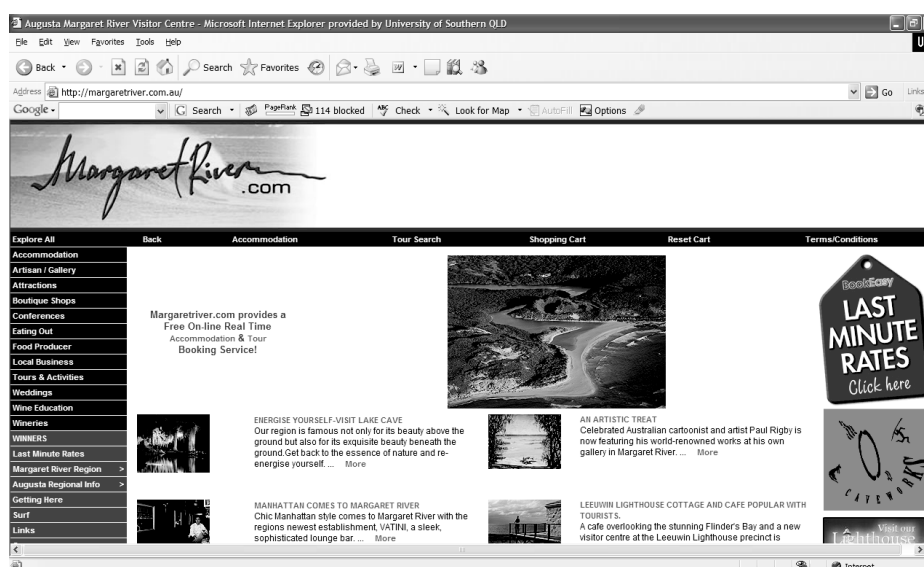 Augusta Margaret River Visitor Centre - Microsoft Internet Explorer provided by University of Southern QLD
File Edit View Favorites Tools Help
Back Search Favorites
Address http://margaretriver.com.au/ Go Links
Google Search PageRank 114 blocked Check Look for Map AutoFill Options
Margaret River
.com
Explore All Back Accommodation Tour Search Shopping Cart Reset Cart Terms/Conditions
Accommodation
Artisan / Gallery
Attractions
Boutique Shops
Conferences
Eating Out
Food Producer
Local Business
Tours & Activities
Weddings
Wine Education
Wineries
WINNERS
Last Minute Rates
Margaret River Region >
Augusta Regional Info >
Getting Here
Surf
Links
Margaretriver.com provides a
Free On-line Real Time
Accommodation & Tour
Booking Service!
BookEasy
LAST
MINUTE
RATES
Click here
ENERGISE YOURSELF-VISIT LAKE CAVE
Our region is famous not only for its beauty above the
ground but also for its exquisite beauty beneath the
ground.Get back to the essence of nature and re-
energise yourself. ... More
AN ARTISTIC TREAT
Celebrated Australian cartoonist and artist Paul Rigby is
now featuring his world-renowned works at his own
gallery in Margaret River. ... More
CAVEWORKS
MANHATTAN COMES TO MARGARET RIVER
Chic Manhattan style comes to Margaret River with the
regions newest establishment, VATINI, a sleek,
sophisticated lounge bar. ... More
LEEUWIN LIGHTHOUSE COTTAGE AND CAFE POPULAR WITH
TOURISTS.
A cafe overlooking the stunning Flinder's Bay and a new
visitor centre at the Leeuwin Lighthouse precinct is
Visit our
Lighthouse
Internet